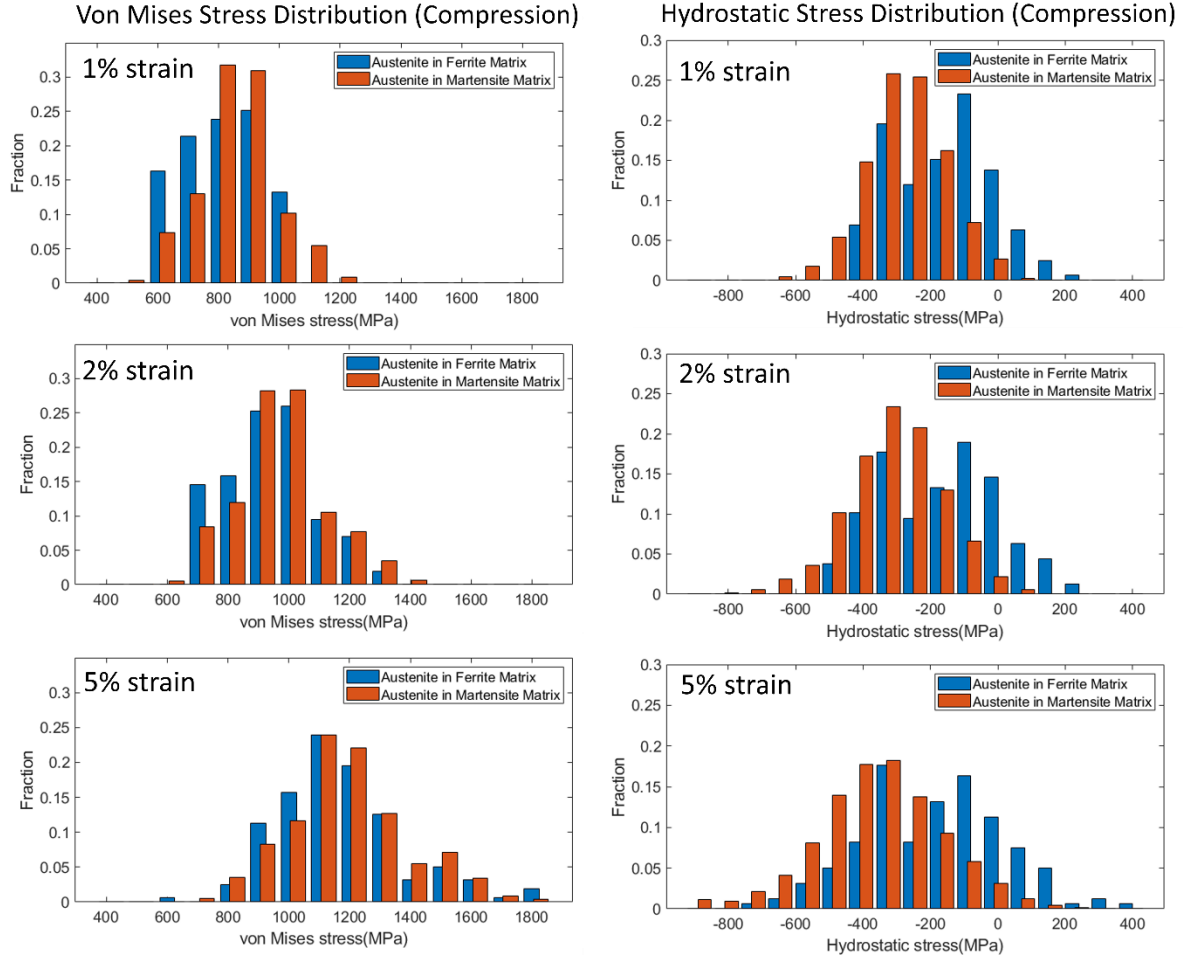 Von Mises Stress Distribution (Compression)
Hydrostatic Stress Distribution (Compression)
1% strain
Austenite in Ferrite Matrix
Austenite in Martensite Matrix
Fraction
0.3
0.25
0.2
0.15
0.1
0.05
0
400 600 800 1000 1200 1400 1600 1800
von Mises stress(MPa)
1% strain
Austenite in Ferrite Matrix
Austenite in Martensite Matrix
Fraction
0.3
0.25
0.2
0.15
0.1
0.05
0
-800 -600 -400 -200 0 200 400
Hydrostatic stress(MPa)
2% strain
Austenite in Ferrite Matrix
Austenite in Martensite Matrix
Fraction
0.3
0.25
0.2
0.15
0.1
0.05
0
400 600 800 1000 1200 1400 1600 1800
von Mises stress(MPa)
2% strain
Austenite in Ferrite Matrix
Austenite in Martensite Matrix
Fraction
0.3
0.25
0.2
0.15
0.1
0.05
0
-800 -600 -400 -200 0 200 400
Hydrostatic stress(MPa)
5% strain
Austenite in Ferrite Matrix
Austenite in Martensite Matrix
Fraction
0.3
0.25
0.2
0.15
0.1
0.05
0
400 600 800 1000 1200 1400 1600 1800
von Mises stress(MPa)
5% strain
Austenite in Ferrite Matrix
Austenite in Martensite Matrix
Fraction
0.3
0.25
0.2
0.15
0.1
0.05
0
-800 -600 -400 -200 0 200 400
Hydrostatic stress(MPa)